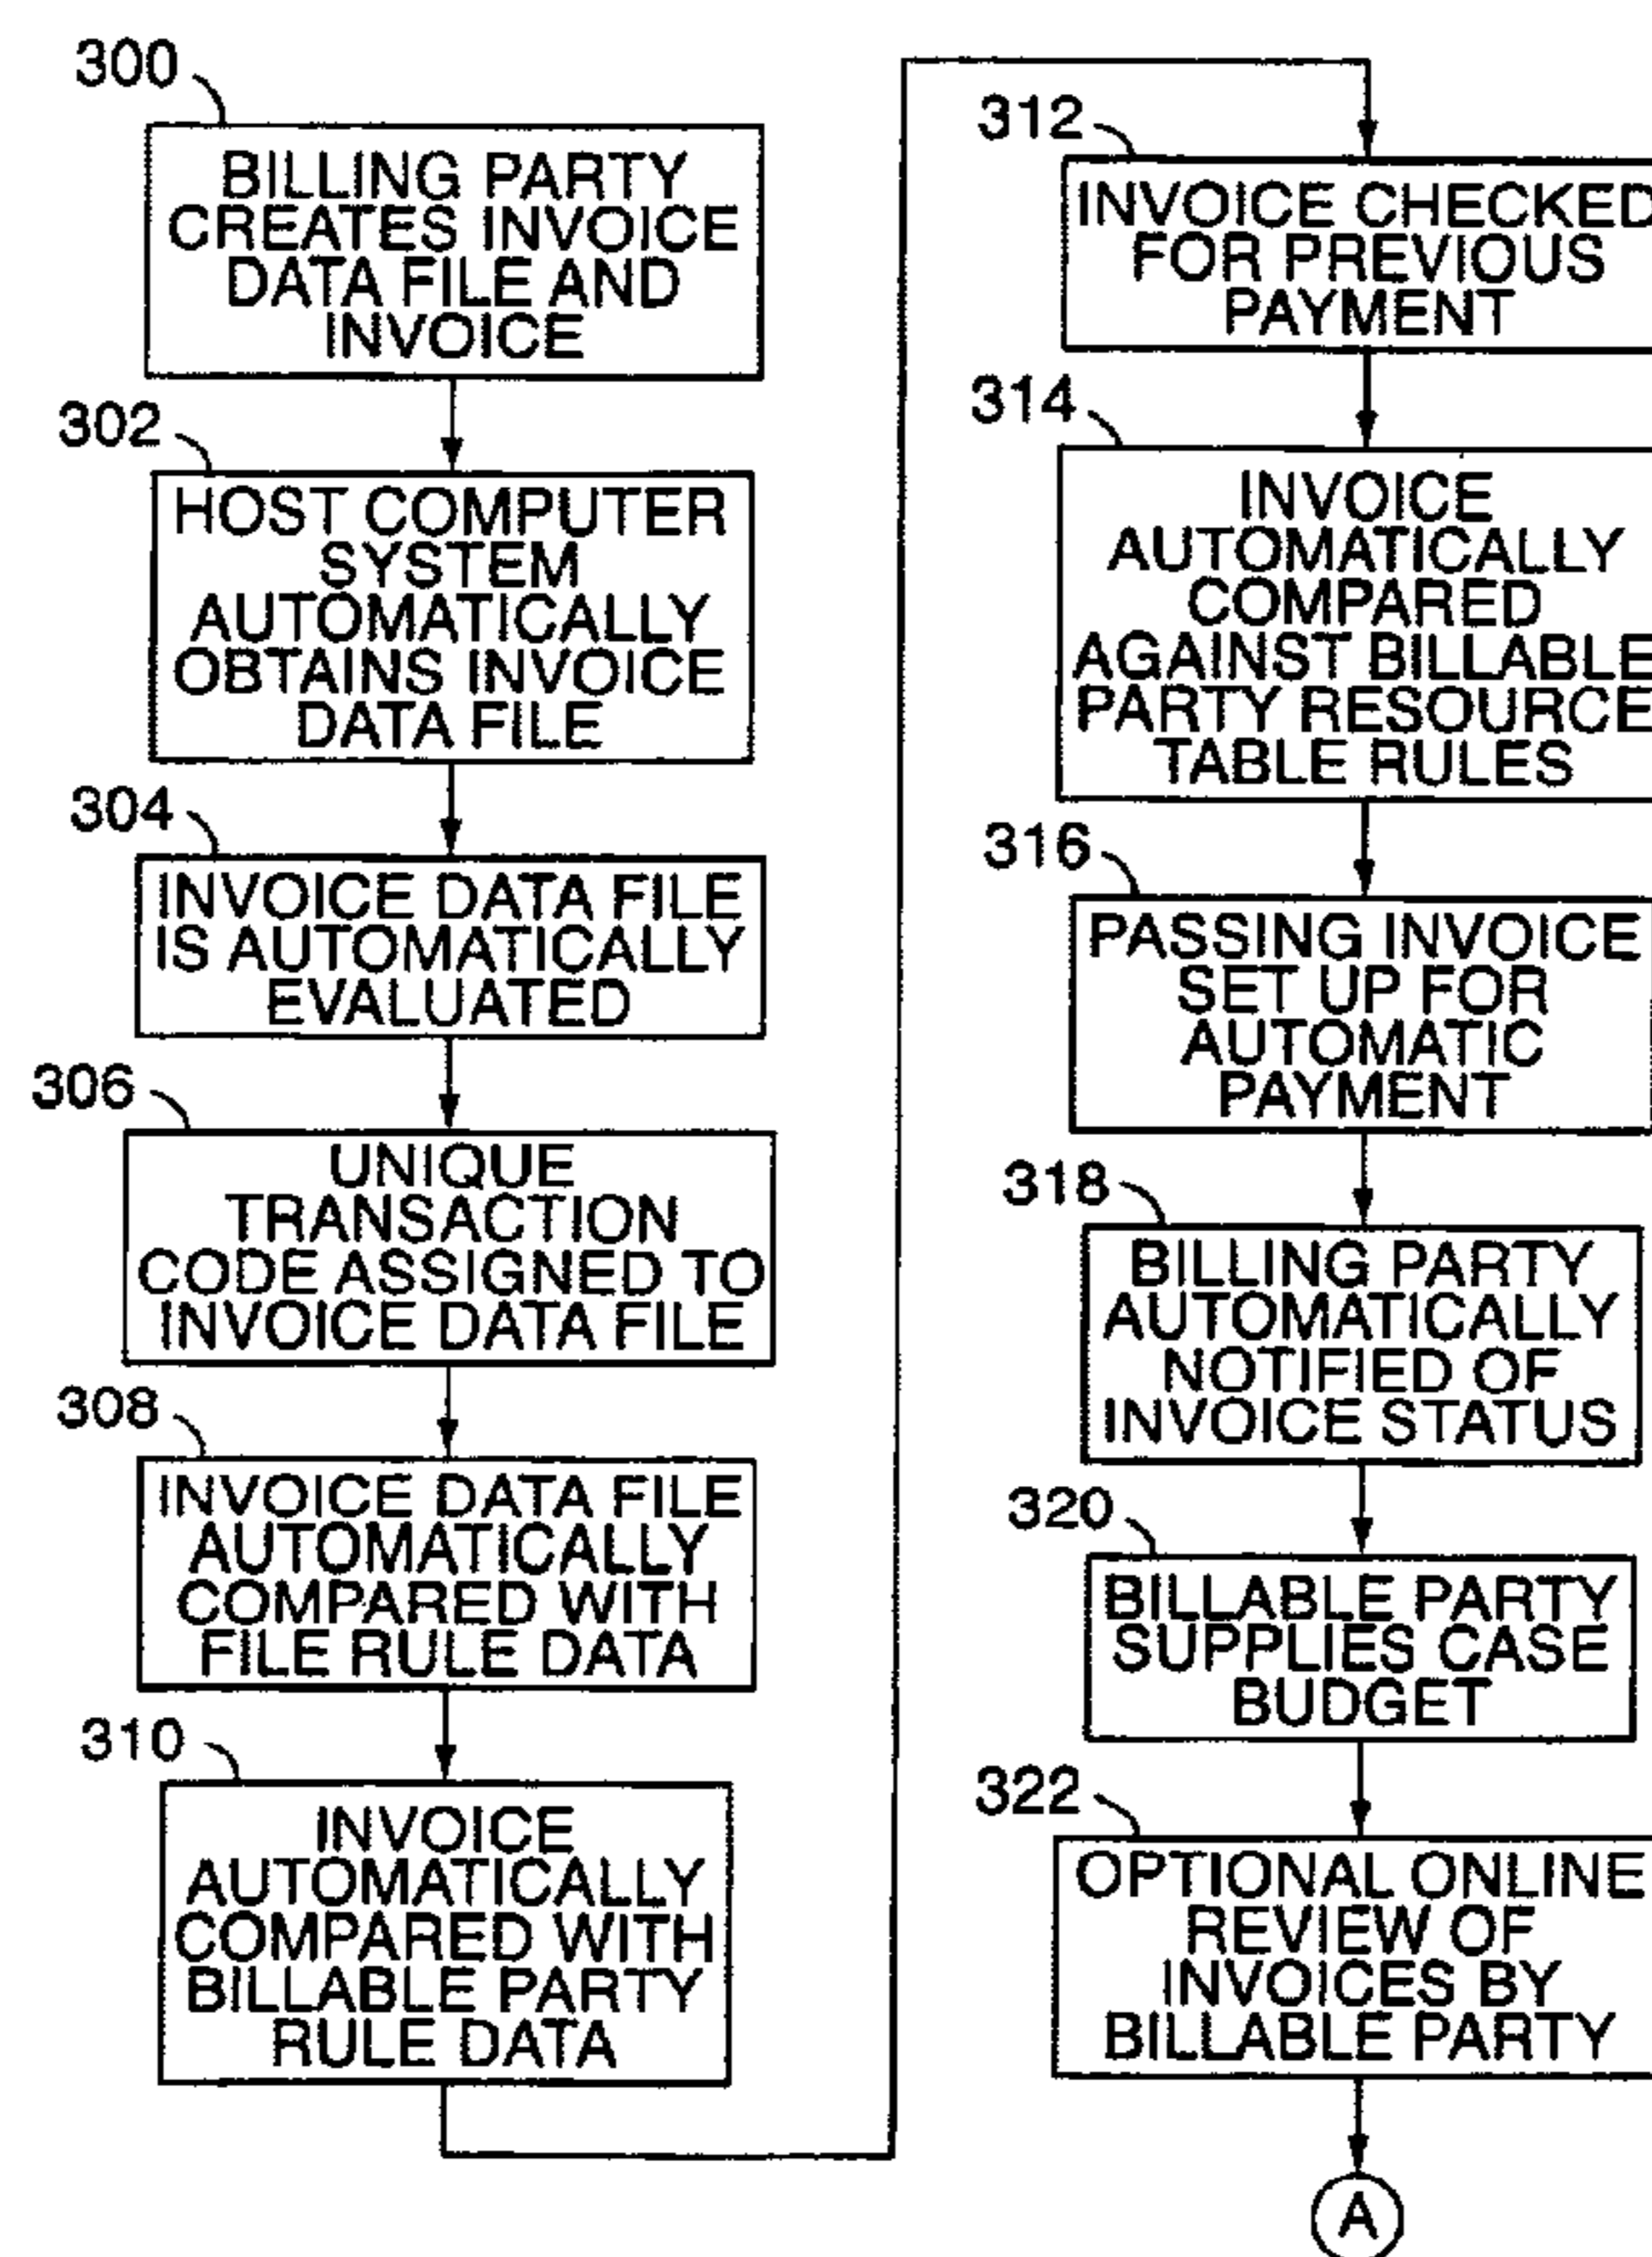 300
BILLING PARTY
CREATES INVOICE
DATA FILE AND
INVOICE
302
HOST COMPUTER
SYSTEM
AUTOMATICALLY
OBTAINS INVOICE
DATA FILE
304
INVOICE DATA FILE
IS AUTOMATICALLY
EVALUATED
306
UNIQUE
TRANSACTION
CODE ASSIGNED TO
INVOICE DATA FILE
308
INVOICE DATA FILE
AUTOMATICALLY
COMPARED WITH
FILE RULE DATA
310
INVOICE
AUTOMATICALLY
COMPARED WITH
BILLABLE PARTY
RULE DATA
312
INVOICE CHECKED
FOR PREVIOUS
PAYMENT
314
INVOICE
AUTOMATICALLY
COMPARED
AGAINST BILLABLE
PARTY RESOURCE
TABLE RULES
316
PASSING INVOICE
SET UP FOR
AUTOMATIC
PAYMENT
318
BILLING PARTY
AUTOMATICALLY
NOTIFIED OF
INVOICE STATUS
320
BILLABLE PARTY
SUPPLIES CASE
BUDGET
322
OPTIONAL ONLINE
REVIEW OF
INVOICES BY
BILLABLE PARTY
A